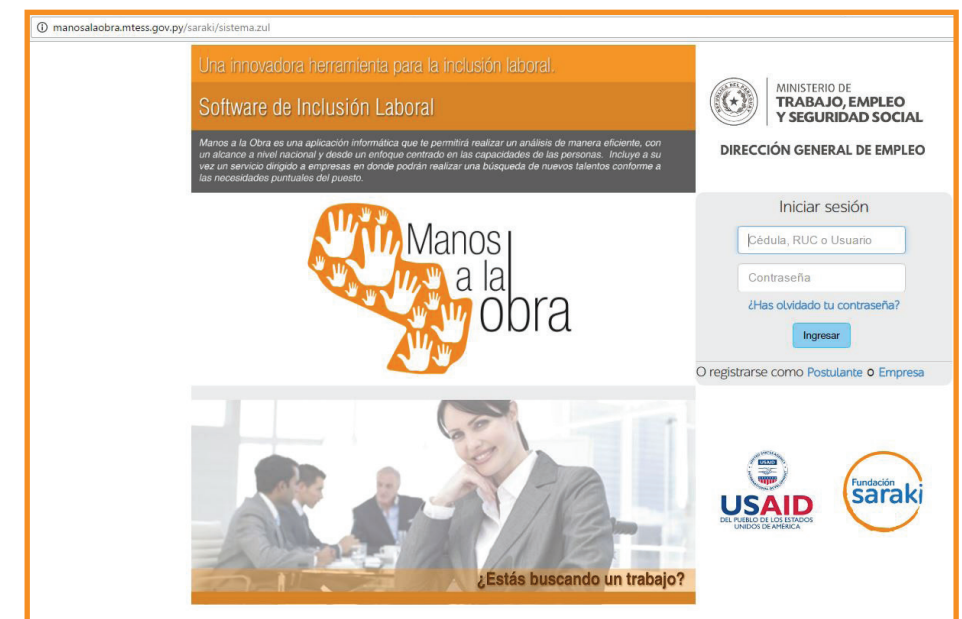 manosalaobra.mtess.gov.py/saraki/sistema.zul
Una innovadora herramienta para la inclusión laboral.
Software de Inclusión Laboral
Manos a la Obra es una aplicación informática que te permitirá realizar un análisis de manera eficiente, con
un alcance a nivel nacional y desde un enfoque centrado en las capacidades de las personas. Incluye a su
vez un servicio dirigido a empresas en donde podrán realizar una búsqueda de nuevos talentos conforme a
las necesidades puntuales del puesto.
Manos
a la
obra
¿Estás buscando un trabajo?
MINISTERIO DE
TRABAJO, EMPLEO
Y SEGURIDAD SOCIAL
DIRECCIÓN GENERAL DE EMPLEO
Iniciar sesión
Cédula, RUC o Usuario
Contraseña
¿Has olvidado tu contraseña?
Ingresar
O registrarse como Postulante o Empresa
USAID
USAID
DEL PUEBLO DE LOS ESTADOS
UNIDOS DE AMÉRICA
Fundación
saraki